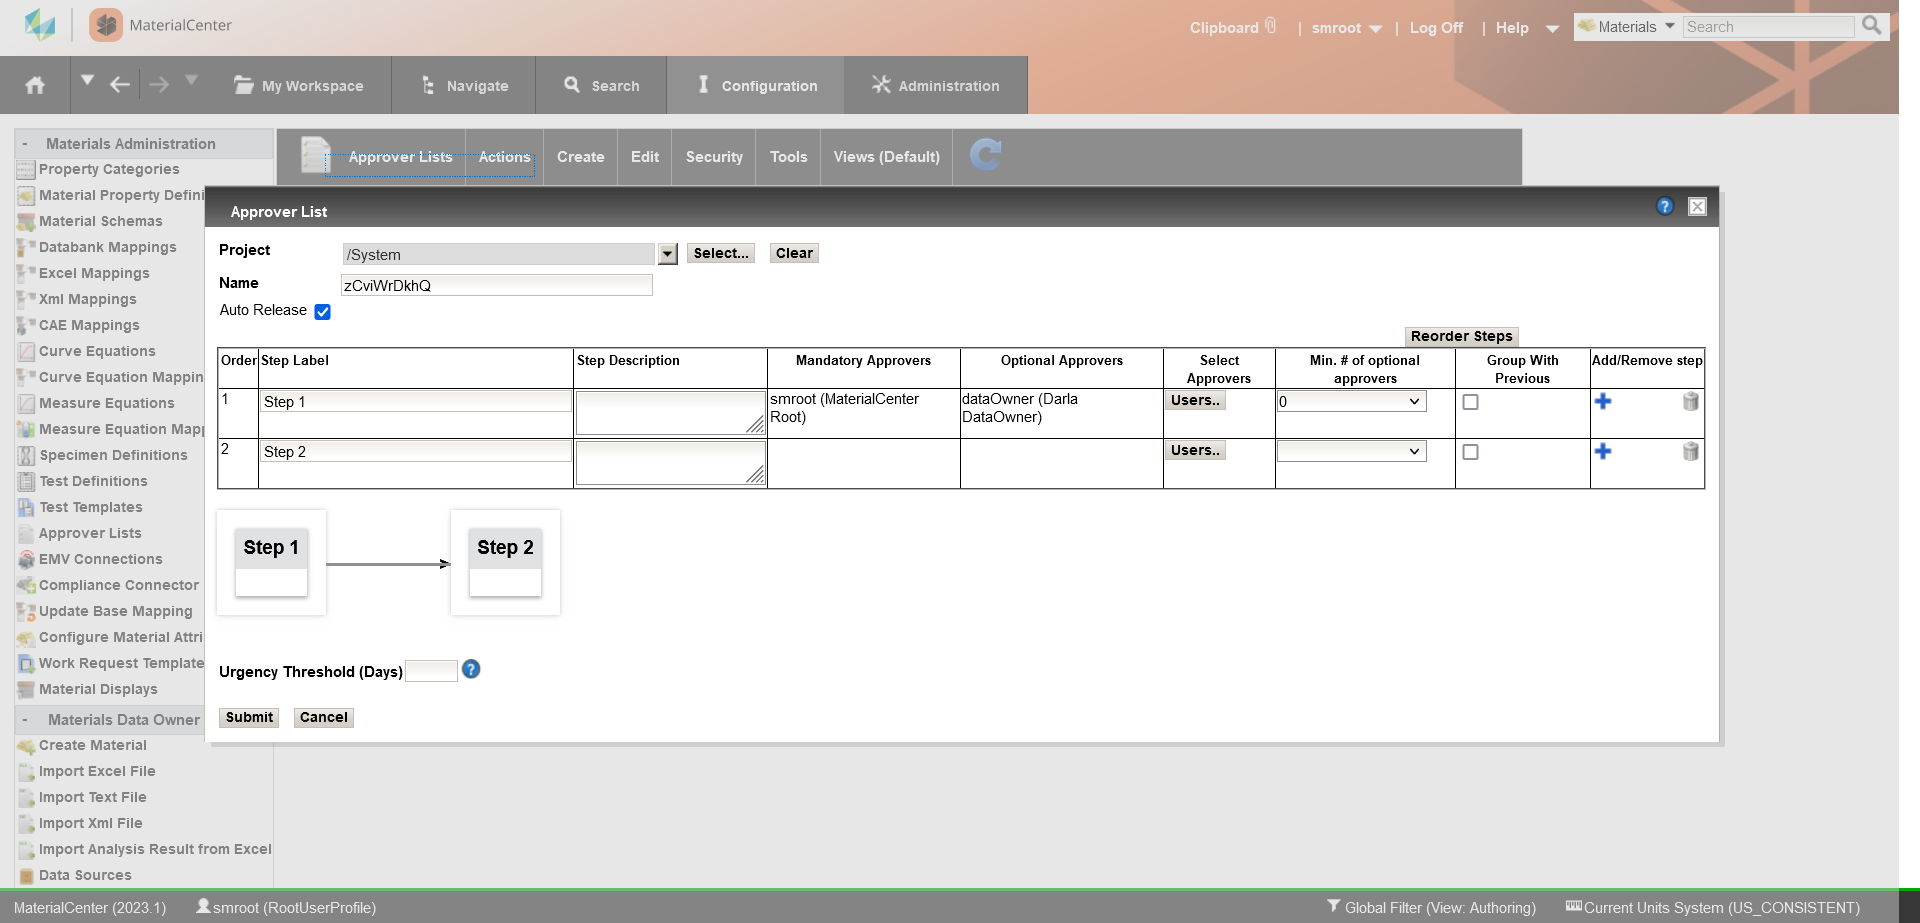 MaterialCenter
Clipboard | smroot | Log Off | Help
Materials Search
My Workspace Navigate Search Configuration Administration
- Materials Administration
Property Categories
Material Property Defini
Material Schemas
Databank Mappings
Excel Mappings
Xml Mappings
CAE Mappings
Curve Equations
Curve Equation Mappin
Measure Equations
Measure Equation Mapp
Specimen Definitions
Test Definitions
Test Templates
Approver Lists
EMV Connections
Compliance Connector
Update Base Mapping
Configure Material Attri
Work Request Template
Material Displays
- Materials Data Owner
Create Material
Import Excel File
Import Text File
Import Xml File
Import Analysis Result from Excel
Data Sources
Approver Lists Actions Create Edit Security Tools Views (Default)
Approver List ?
Project /System Select... Clear
Name zCviWrDkhQ
Auto Release
Reorder Steps
Order Step Label Step Description Mandatory Approvers Optional Approvers Select Approvers Min. # of optional approvers Group With Previous Add/Remove step
1 Step 1 smroot (MaterialCenter Root) dataOwner (Darla DataOwner) Users.. 0
2 Step 2 Users..
Step 1 Step 2
Urgency Threshold (Days) ?
Submit Cancel
MaterialCenter (2023.1) smroot (RootUserProfile) Global Filter (View: Authoring) Current Units System (US_CONSISTENT)